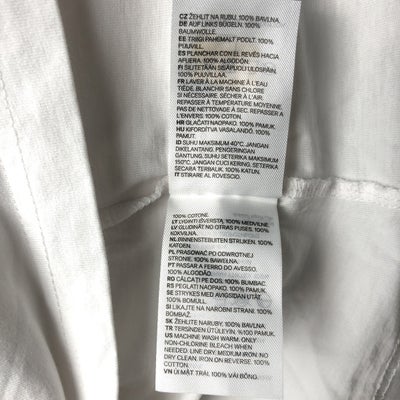 CZ ŽEHLIT NA RUBU. 100% BAVLNA.
DE AUF LINKS BÜGELN. 100%
BAUMWOLLE.
EE TRIIGI PAHEMALT POOLT. 100%
PUUVILL.
ES PLANCHAR CON EL REVÉS HACIA
AFUERA. 100% ALGODÓN.
FI SILITETÄÄN SISÄPUOLI ULOSPÄIN.
100% PUUVILLAA.
FR LAVER À LA MACHINE À L'EAU
TIÈDE. BLANCHIR SANS CHLORE
SI NÉCESSAIRE. SÉCHER À L'AIR.
REPASSER À TEMPÉRATURE MOYENNE.
PAS DE NETTOYAGE À SEC. REPASSER À
L'ENVERS. 100% COTON.
HR GLAČATI NAOPAKO. 100% PAMUK.
HU KIFORDÍTVA VASALANDÓ. 100%
PAMUT.
ID SUHU MAKSIMUM 40°C. JANGAN
DIKELANTANG. PENGERINGAN
GANTUNG. SUHU SETERIKA MAKSIMUM
150°C. JANGAN CUCI KERING. SETERIKA
SECARA TERBALIK. 100% KATUN.
IT STIRARE AL ROVESCIO.
100% COTONE.
LT LYGINTI IŠVERSTĄ. 100% MEDVILNĖ.
LV GLUDINĀT NO OTRAS PUSES. 100%
KOKVILNA.
NL BINNENSTEBUITEN STRIJKEN. 100%
KATOEN.
PL PRASOWAĆ PO ODWROTNEJ
STRONIE. 100% BAWEŁNA.
PT PASSAR A FERRO DO AVESSO.
100% ALGODÃO.
RO CĂLCAȚI PE DOS. 100% BUMBAC.
RS PEGLATI NAOPAKO. 100% PAMUK.
SE STRYKES MED AVIGSIDAN UTÅT.
100% BOMULL.
SI LIKAJTE NA NAROBNI STRANI. 100%
BOMBAŽ.
SK ŽEHLITE NARUBY. 100% BAVLNA.
TR TERSİNDEN ÜTÜLEYİN. %100 PAMUK.
US MACHINE WASH WARM. ONLY
NON-CHLORINE BLEACH WHEN
NEEDED. LINE DRY. MEDIUM IRON. NO
DRY CLEAN. IRON ON REVERSE. 100%
COTTON.
VN ỦI MẶT TRÁI. 100% VẢI BÔNG.